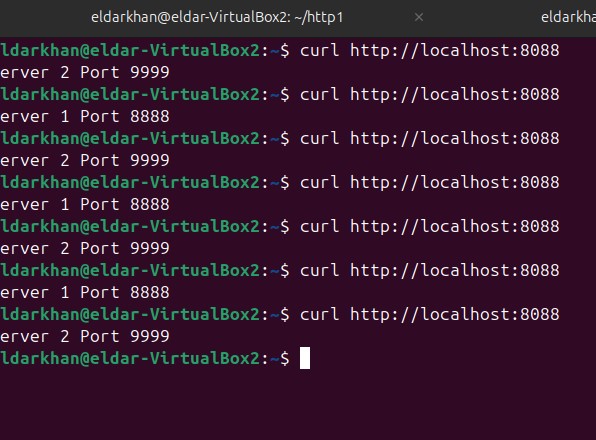 eldarkhan@eldar-VirtualBox2: ~/http1 × eldarkha
ldarkhan@eldar-VirtualBox2:~$ curl http://localhost:8088
erver 2 Port 9999
ldarkhan@eldar-VirtualBox2:~$ curl http://localhost:8088
erver 1 Port 8888
ldarkhan@eldar-VirtualBox2:~$ curl http://localhost:8088
erver 2 Port 9999
ldarkhan@eldar-VirtualBox2:~$ curl http://localhost:8088
erver 1 Port 8888
ldarkhan@eldar-VirtualBox2:~$ curl http://localhost:8088
erver 2 Port 9999
ldarkhan@eldar-VirtualBox2:~$ curl http://localhost:8088
erver 1 Port 8888
ldarkhan@eldar-VirtualBox2:~$ curl http://localhost:8088
erver 2 Port 9999
ldarkhan@eldar-VirtualBox2:~$